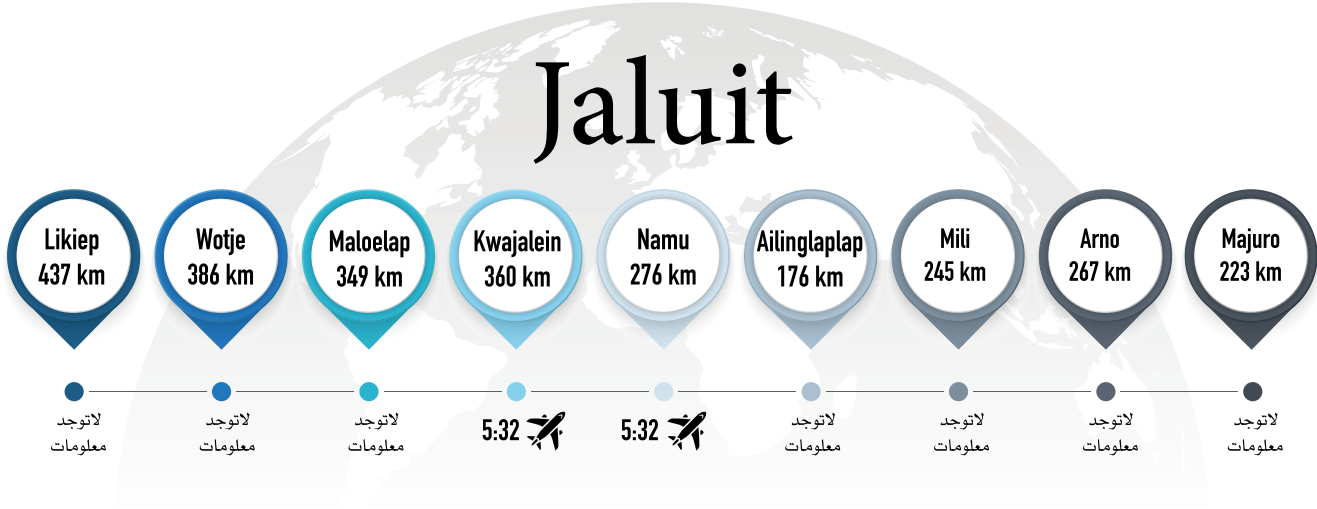 Jaluit
Likiep
437 km
Wotje
386 km
Maloelap
349 km
Kwajalein
360 km
Namu
276 km
Ailinglaplap
176 km
Mili
245 km
Arno
267 km
Majuro
223 km
لاتوجد
معلومات
لاتوجد
معلومات
لاتوجد
معلومات
5:32
5:32
لاتوجد
معلومات
لاتوجد
معلومات
لاتوجد
معلومات
لاتوجد
معلومات